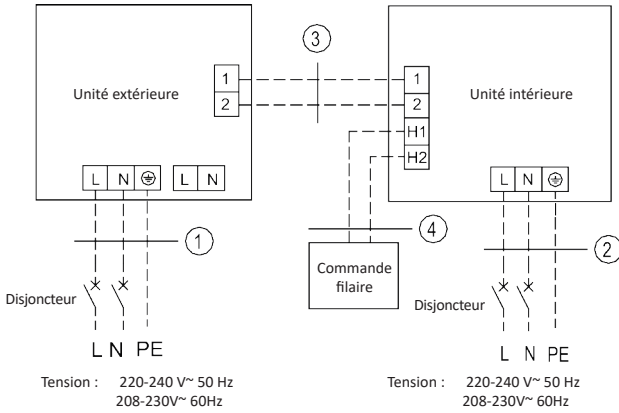 Unité extérieure
1
2
L N
L N
3
1
2
H1
H2
Unité intérieure
L N
1
4
2
Commande
filaire
Disjoncteur
L N PE
Tension : 220-240 V~ 50 Hz
208-230V~ 60Hz
Disjoncteur
L N PE
Tension : 220-240 V~ 50 Hz
208-230V~ 60Hz